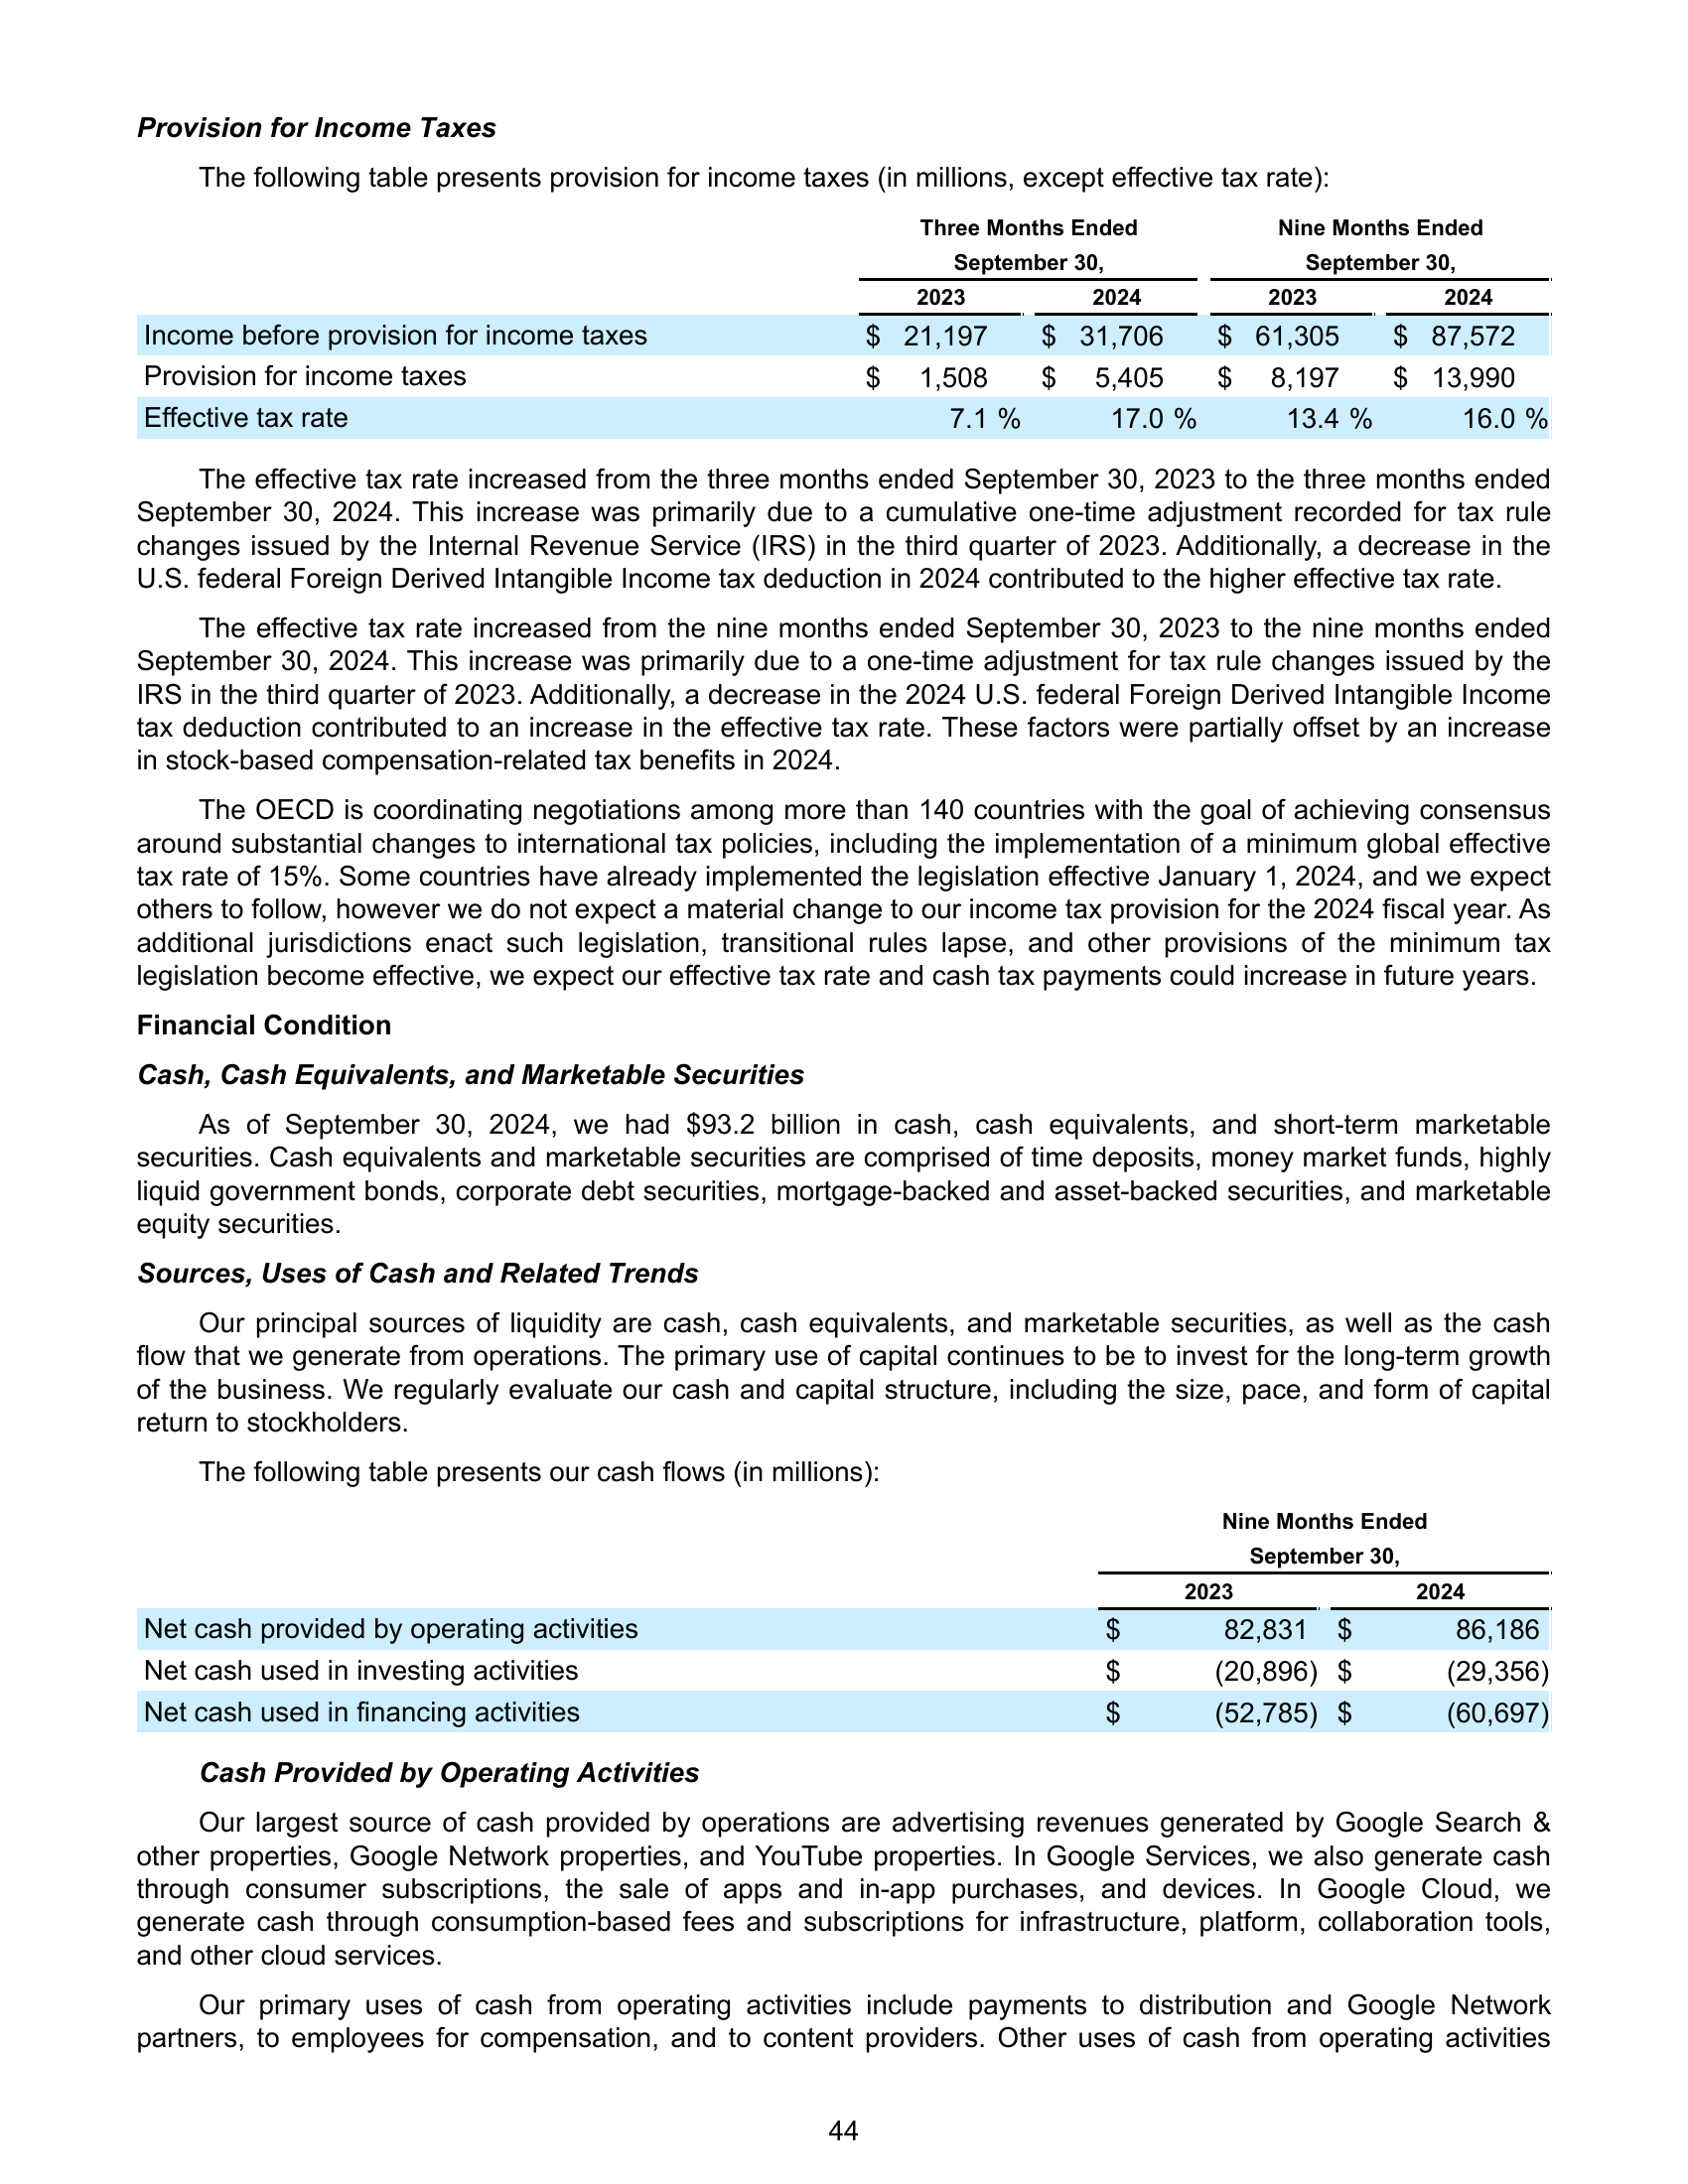 Provision for Income Taxes
The following table presents provision for income taxes (in millions, except effective tax rate):
Three Months Ended Nine Months Ended
September 30, September 30,
2023 2024 2023 2024
Income before provision for income taxes $ 21,197 $ 31,706 $ 61,305 $ 87,572
Provision for income taxes $ 1,508 $ 5,405 $ 8,197 $ 13,990
Effective tax rate 7.1 % 17.0 % 13.4 % 16.0 %
The effective tax rate increased from the three months ended September 30, 2023 to the three months ended
September 30, 2024. This increase was primarily due to a cumulative one-time adjustment recorded for tax rule
changes issued by the Internal Revenue Service (IRS) in the third quarter of 2023. Additionally, a decrease in the
U.S. federal Foreign Derived Intangible Income tax deduction in 2024 contributed to the higher effective tax rate.
The effective tax rate increased from the nine months ended September 30, 2023 to the nine months ended
September 30, 2024. This increase was primarily due to a one-time adjustment for tax rule changes issued by the
IRS in the third quarter of 2023. Additionally, a decrease in the 2024 U.S. federal Foreign Derived Intangible Income
tax deduction contributed to an increase in the effective tax rate. These factors were partially offset by an increase
in stock-based compensation-related tax benefits in 2024.
The OECD is coordinating negotiations among more than 140 countries with the goal of achieving consensus
around substantial changes to international tax policies, including the implementation of a minimum global effective
tax rate of 15%. Some countries have already implemented the legislation effective January 1, 2024, and we expect
others to follow, however we do not expect a material change to our income tax provision for the 2024 fiscal year. As
additional jurisdictions enact such legislation, transitional rules lapse, and other provisions of the minimum tax
legislation become effective, we expect our effective tax rate and cash tax payments could increase in future years.
Financial Condition
Cash, Cash Equivalents, and Marketable Securities
As of September 30, 2024, we had $93.2 billion in cash, cash equivalents, and short-term marketable
securities. Cash equivalents and marketable securities are comprised of time deposits, money market funds, highly
liquid government bonds, corporate debt securities, mortgage-backed and asset-backed securities, and marketable
equity securities.
Sources, Uses of Cash and Related Trends
Our principal sources of liquidity are cash, cash equivalents, and marketable securities, as well as the cash
flow that we generate from operations. The primary use of capital continues to be to invest for the long-term growth
of the business. We regularly evaluate our cash and capital structure, including the size, pace, and form of capital
return to stockholders.
The following table presents our cash flows (in millions):
Nine Months Ended
September 30,
2023 2024
Net cash provided by operating activities $ 82,831 $ 86,186
Net cash used in investing activities $ (20,896) $ (29,356)
Net cash used in financing activities $ (52,785) $ (60,697)
Cash Provided by Operating Activities
Our largest source of cash provided by operations are advertising revenues generated by Google Search &
other properties, Google Network properties, and YouTube properties. In Google Services, we also generate cash
through consumer subscriptions, the sale of apps and in-app purchases, and devices. In Google Cloud, we
generate cash through consumption-based fees and subscriptions for infrastructure, platform, collaboration tools,
and other cloud services.
Our primary uses of cash from operating activities include payments to distribution and Google Network
partners, to employees for compensation, and to content providers. Other uses of cash from operating activities
44